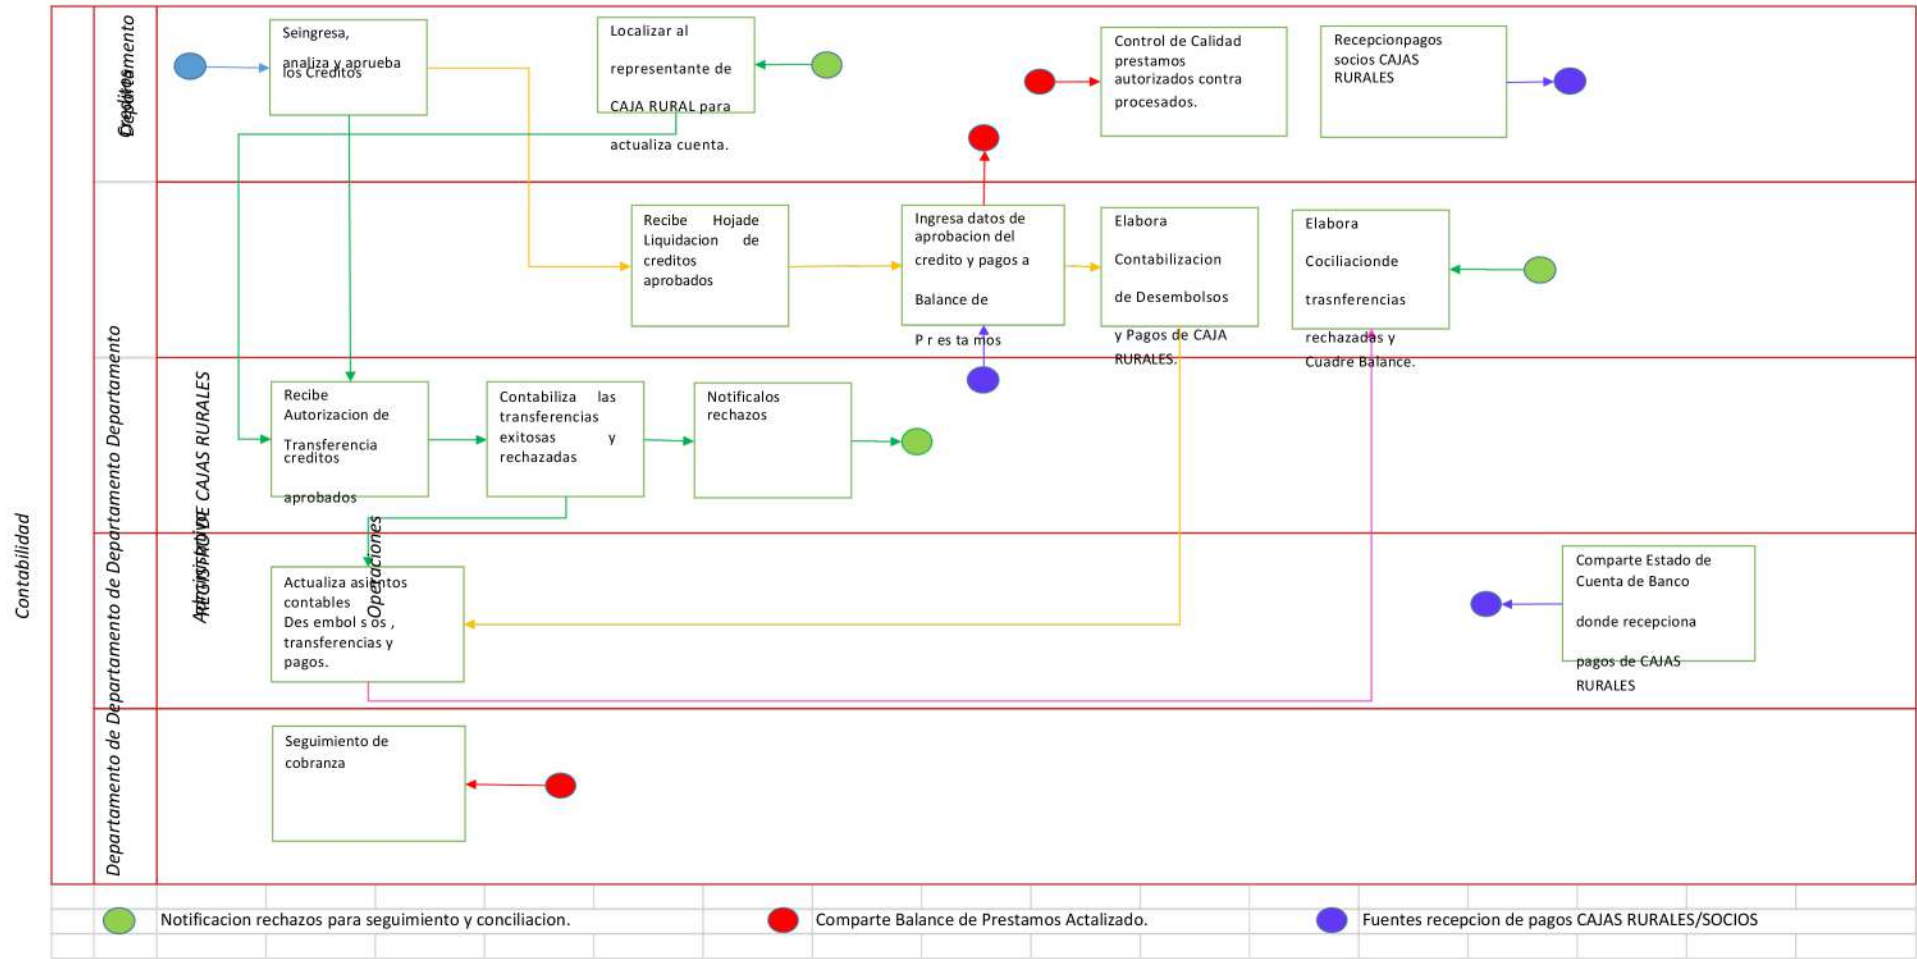 Departamento
Creditos
Seingresa,
analiza y aprueba
los Creditos
Localizar al
representante de
CAJA RURAL para
actualiza cuenta.
Control de Calidad
prestamos
autorizados contra
procesados.
Recepcionpagos
socios CAJAS
RURALES
Recibe Hojade
Liquidacion de
creditos
aprobados
Ingresa datos de
aprobacion del
credito y pagos a
Balance de
P r es ta mos
Elabora
Contabilizacion
de Desembolsos
y Pagos de CAJA
RURALES.
Elabora
Cociliacionde
trasnferencias
rechazadas y
Cuadre Balance.
Recibe
Autorizacion de
Transferencia
creditos
aprobados
Contabiliza las
transferencias
exitosas y
rechazadas
Notificalos
rechazos
Contabilidad
Departamento de Departamento de Departamento Departamento
Administrativo
REGISTRO DE CAJAS RURALES
Operaciones
Actualiza asientos
contables
Des embol s os ,
transferencias y
pagos.
Comparte Estado de
Cuenta de Banco
donde recepciona
pagos de CAJAS
RURALES
Seguimiento de
cobranza
Notificacion rechazos para seguimiento y conciliacion.
Comparte Balance de Prestamos Actalizado.
Fuentes recepcion de pagos CAJAS RURALES/SOCIOS